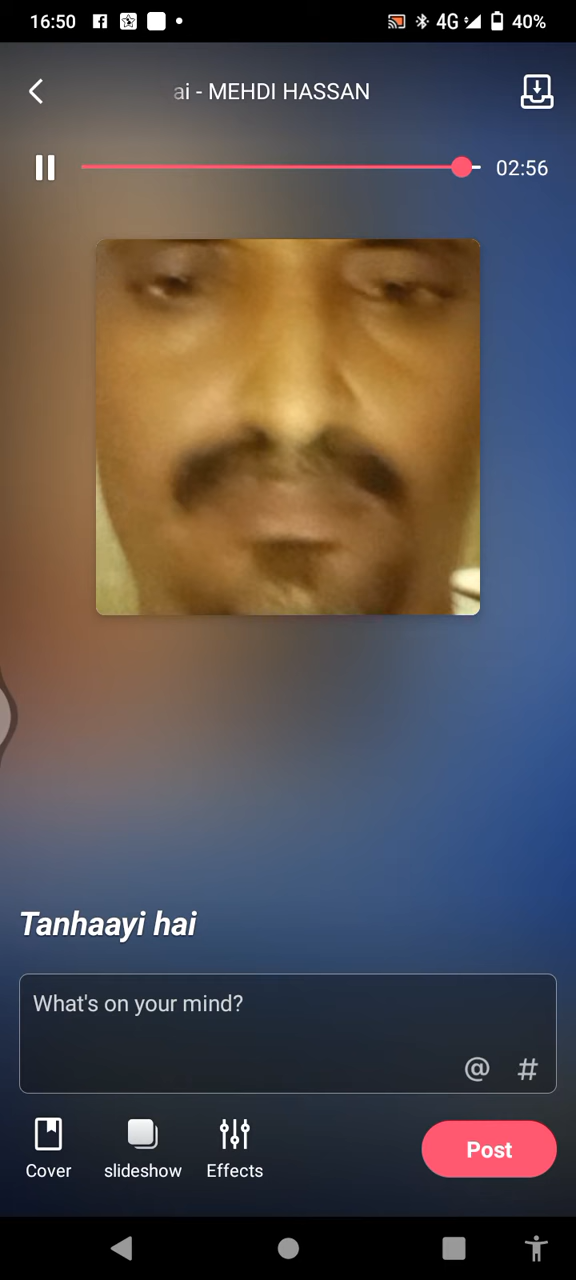 16:50 4G 40%
ai - MEHDI HASSAN
02:56
Tanhaayi hai
What's on your mind?
@ #
Cover slideshow Effects Post